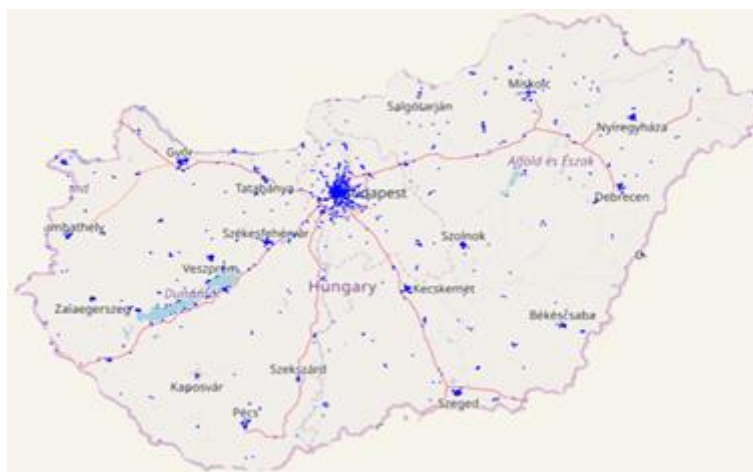 Miskolc
Salgótarján
Nyíregyháza
Győr
Alföld és Észak
Tatabánya
Debrecen
Székesfehérvár
Szolnok
Veszprém
Hungary
Kecskemét
Zalaegerszeg
Békéscsaba
Szekszárd
Kaposvár
Szeged
Pécs